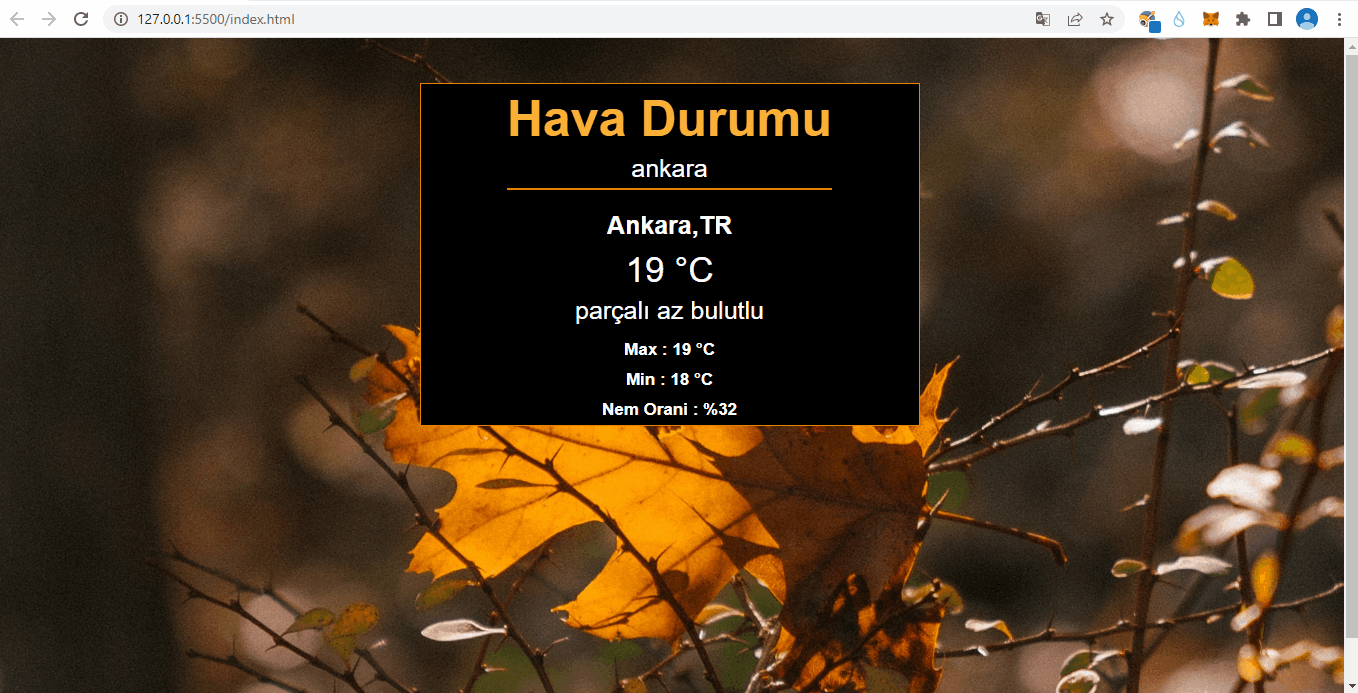 127.0.0.1:5500/index.html
Hava Durumu
ankara
Ankara,TR
19 °C
parçalı az bulutlu
Max : 19 °C
Min : 18 °C
Nem Orani : %32